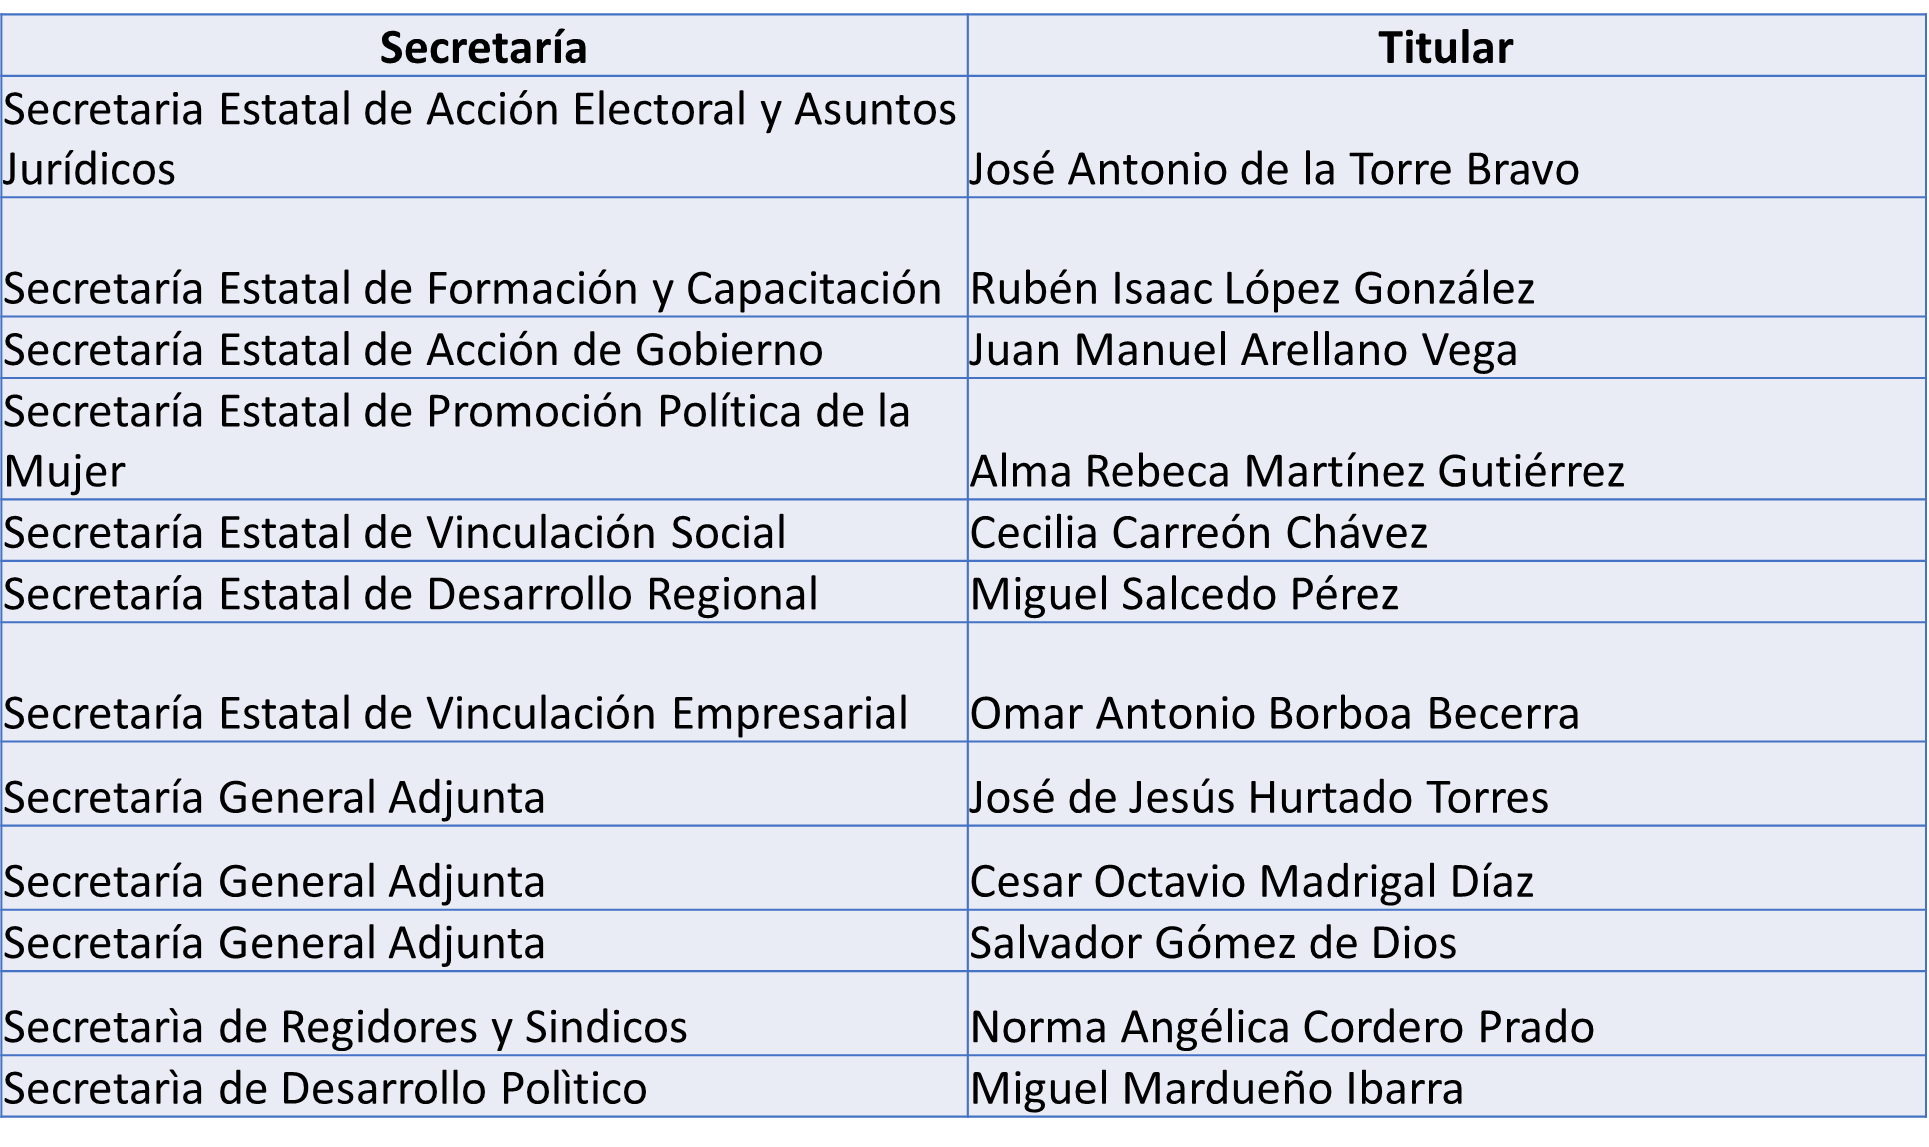 Secretaría Titular
Secretaria Estatal de Acción Electoral y Asuntos
Jurídicos José Antonio de la Torre Bravo
Secretaría Estatal de Formación y Capacitación Rubén Isaac López González
Secretaría Estatal de Acción de Gobierno Juan Manuel Arellano Vega
Secretaría Estatal de Promoción Política de la
Mujer Alma Rebeca Martínez Gutiérrez
Secretaría Estatal de Vinculación Social Cecilia Carreón Chávez
Secretaría Estatal de Desarrollo Regional Miguel Salcedo Pérez
Secretaría Estatal de Vinculación Empresarial Omar Antonio Borboa Becerra
Secretaría General Adjunta José de Jesús Hurtado Torres
Secretaría General Adjunta Cesar Octavio Madrigal Díaz
Secretaría General Adjunta Salvador Gómez de Dios
Secretarìa de Regidores y Sindicos Norma Angélica Cordero Prado
Secretarìa de Desarrollo Polìtico Miguel Mardueño Ibarra